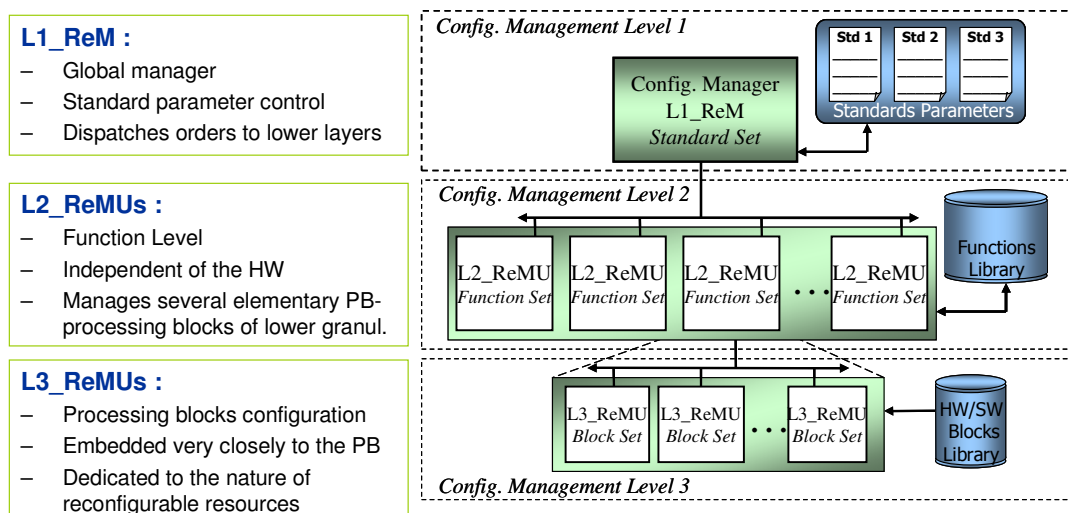 L1_ReM :
– Global manager
– Standard parameter control
– Dispatches orders to lower layers
L2_ReMUs :
– Function Level
– Independent of the HW
– Manages several elementary PB-
processing blocks of lower granul.
L3_ReMUs :
– Processing blocks configuration
– Embedded very closely to the PB
– Dedicated to the nature of
reconfigurable resources
Config. Management Level 1
Std 1 Std 2 Std 3
Standards Parameters
Config. Manager
L1_ReM
Standard Set
Config. Management Level 2
L2_ReMU L2_ReMU L2_ReMU ... L2_ReMU
Function Set Function Set Function Set Function Set
Functions
Library
L3_ReMU L3_ReMU ... L3_ReMU
Block Set Block Set Block Set
HW/SW
Blocks
Library
Config. Management Level 3